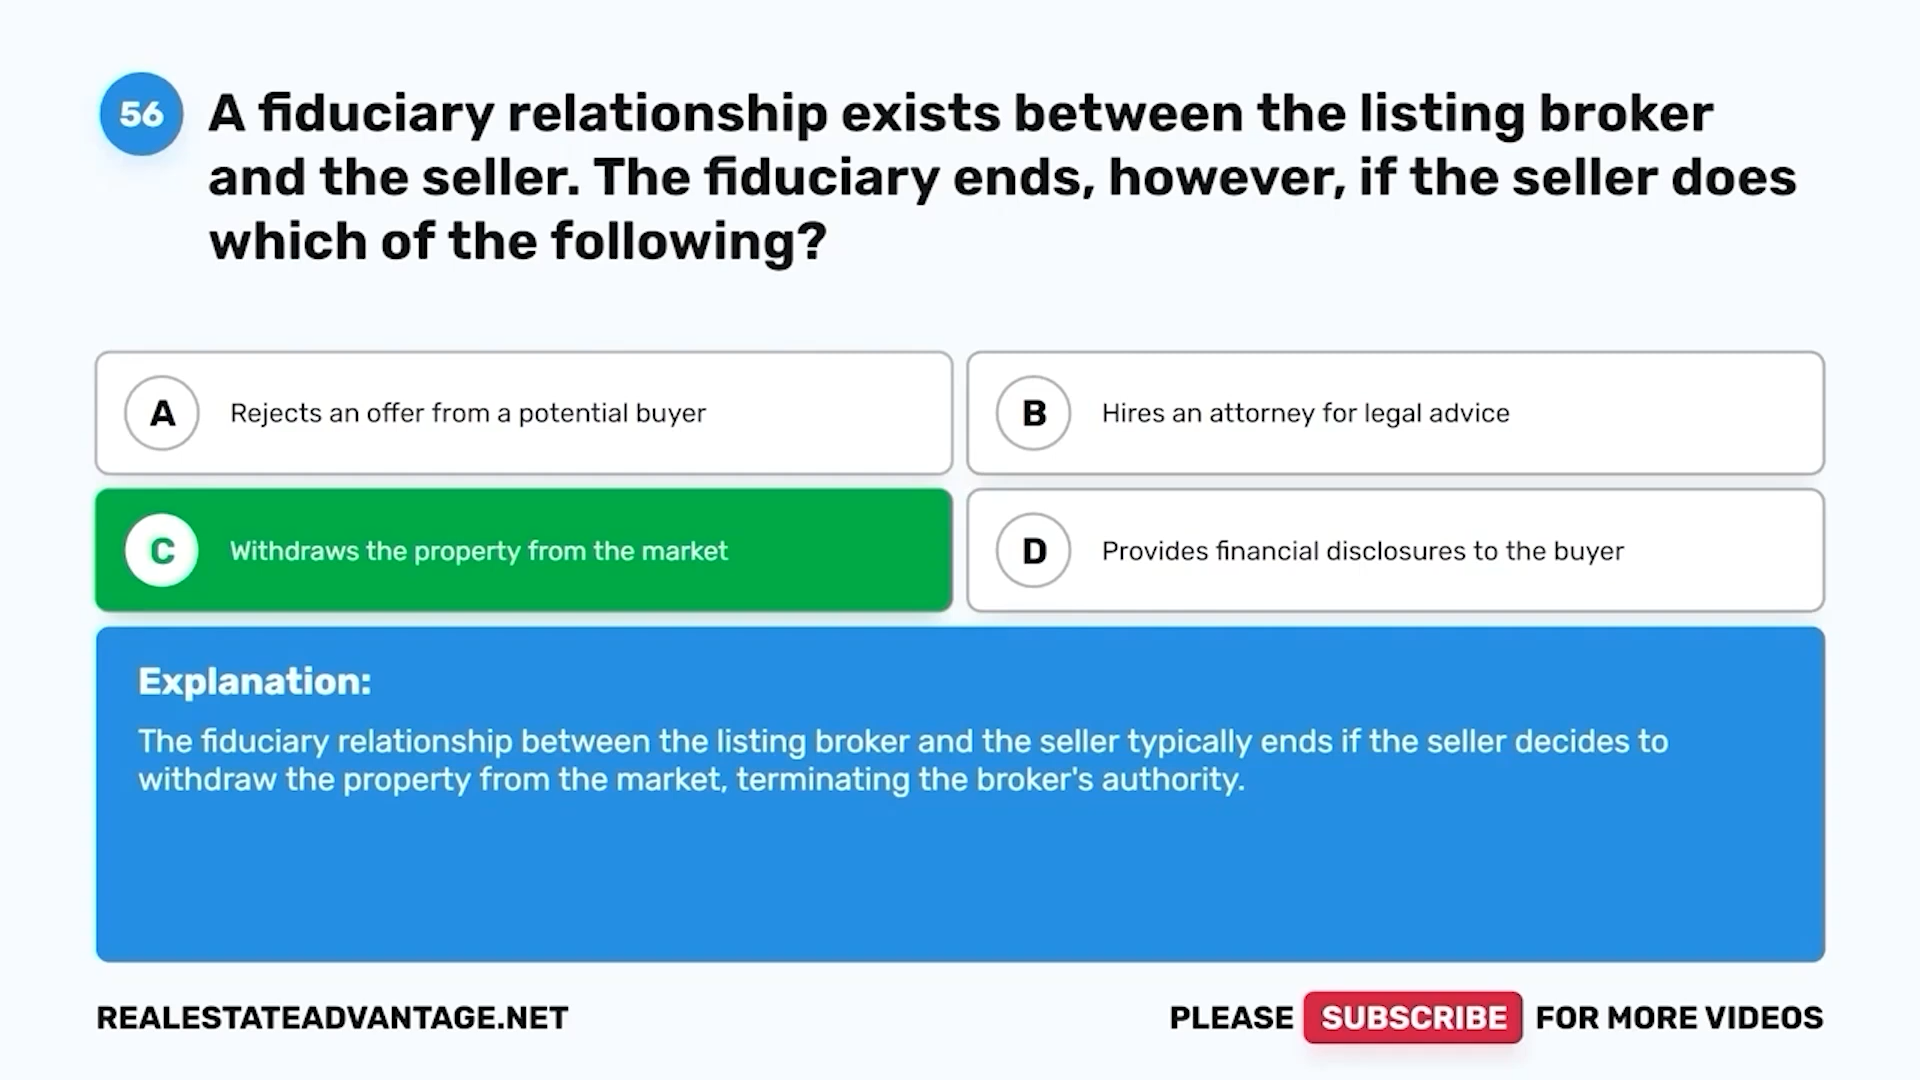 56
A fiduciary relationship exists between the listing broker
and the seller. The fiduciary ends, however, if the seller does
which of the following?
A Rejects an offer from a potential buyer
B Hires an attorney for legal advice
C Withdraws the property from the market
D Provides financial disclosures to the buyer
Explanation:
The fiduciary relationship between the listing broker and the seller typically ends if the seller decides to
withdraw the property from the market, terminating the broker's authority.
REALESTATEADVANTAGE.NET
PLEASE SUBSCRIBE FOR MORE VIDEOS